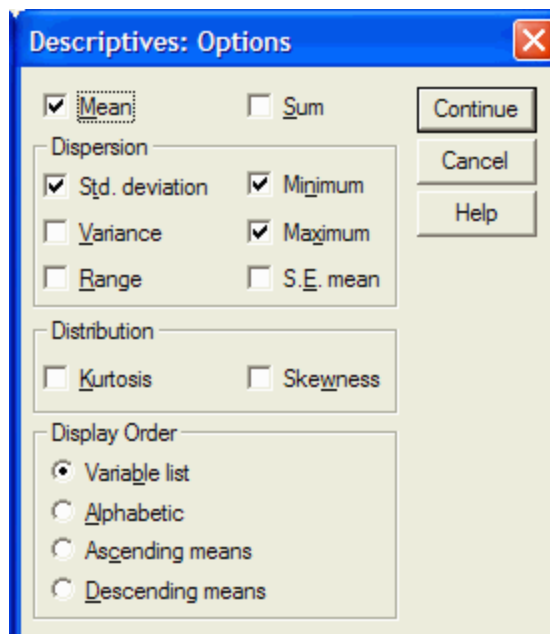 Descriptives: Options
Mean Sum Continue
Dispersion
Cancel
Std. deviation Minimum
Help
Variance Maximum
Range S.E. mean
Distribution
Kurtosis Skewness
Display Order
Variable list
Alphabetic
Ascending means
Descending means